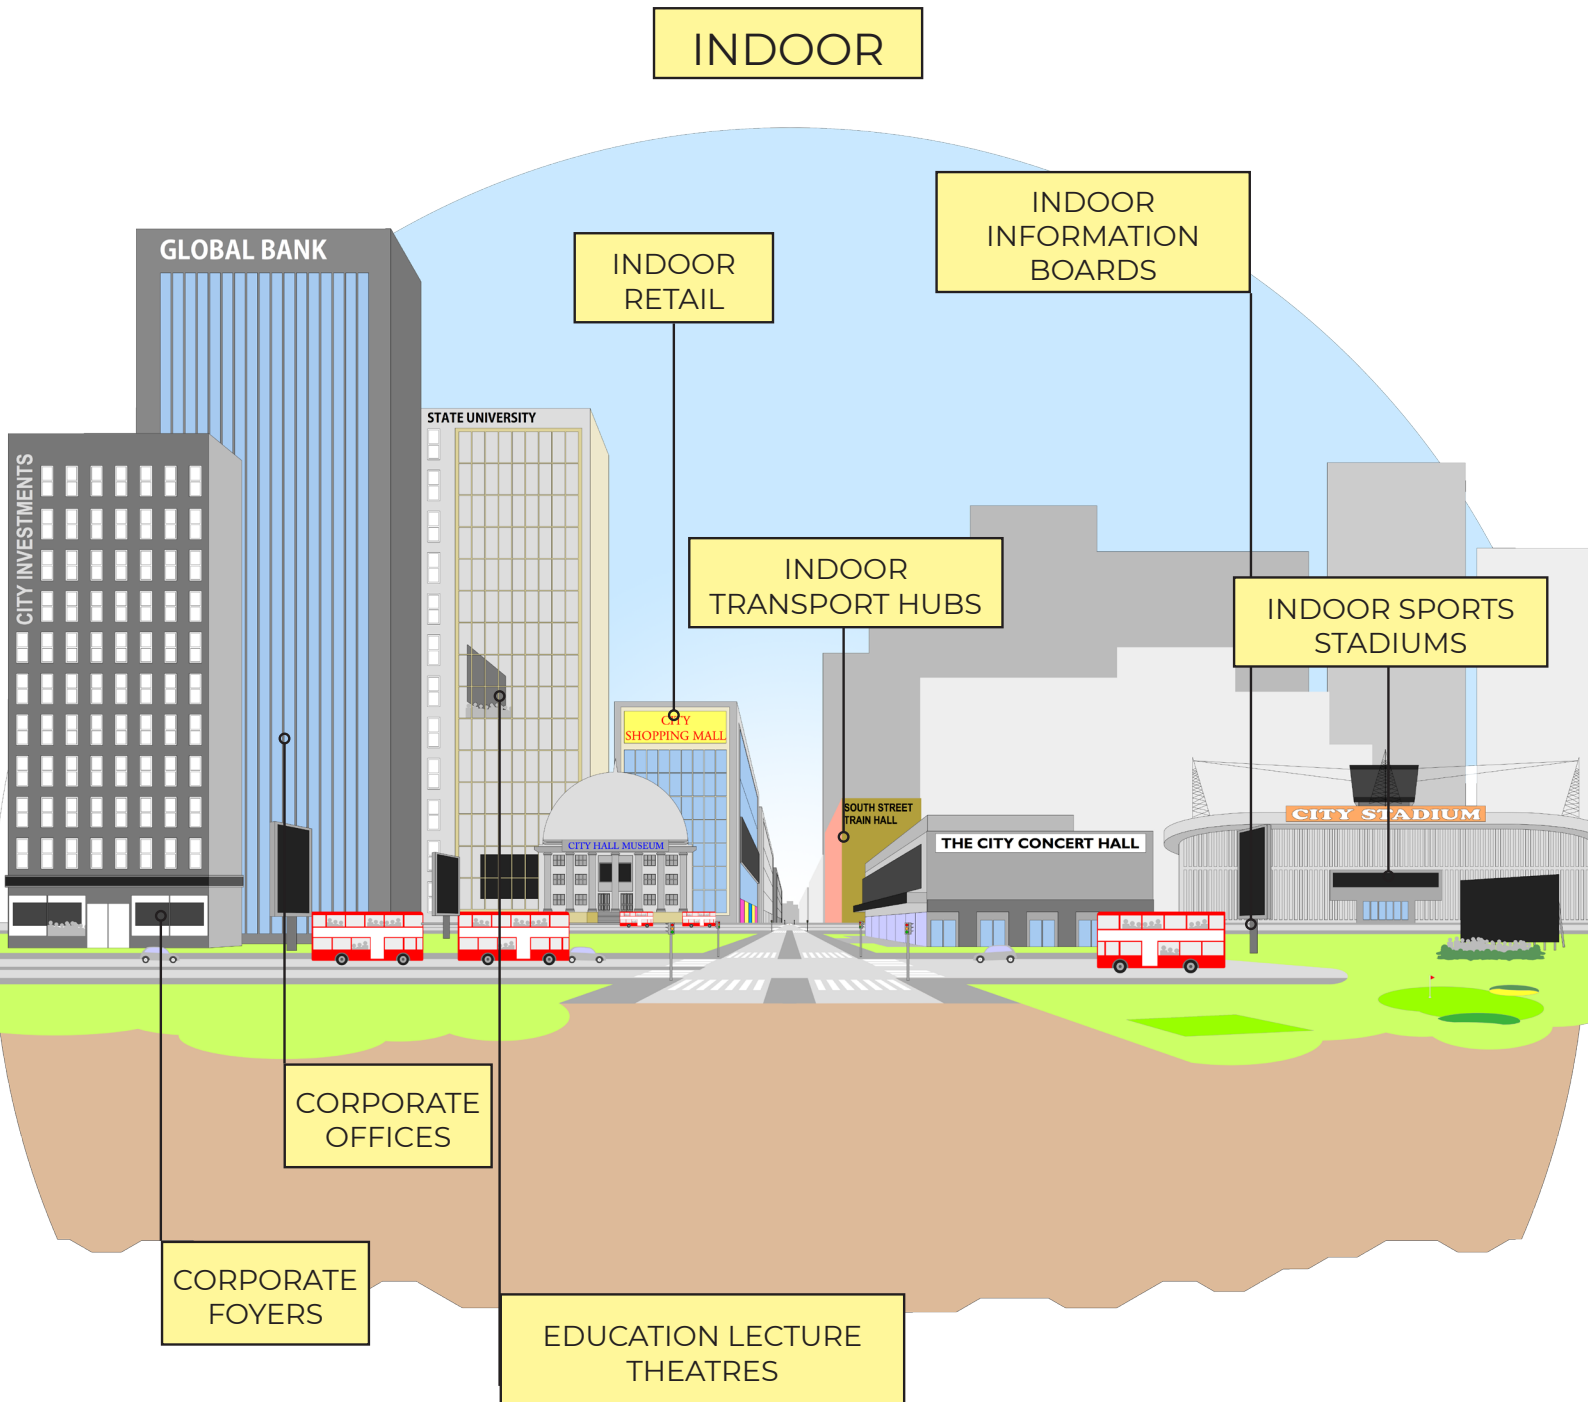 INDOOR
INDOOR
INFORMATION
BOARDS
GLOBAL BANK
INDOOR
RETAIL
STATE UNIVERSITY
CITY INVESTMENTS
INDOOR
TRANSPORT HUBS
INDOOR SPORTS
STADIUMS
CITY
SHOPPING MALL
SOUTH STREET
TRAIN HALL
CITY STADIUM
CITY HALL MUSEUM
THE CITY CONCERT HALL
CORPORATE
OFFICES
CORPORATE
FOYERS
EDUCATION LECTURE
THEATRES